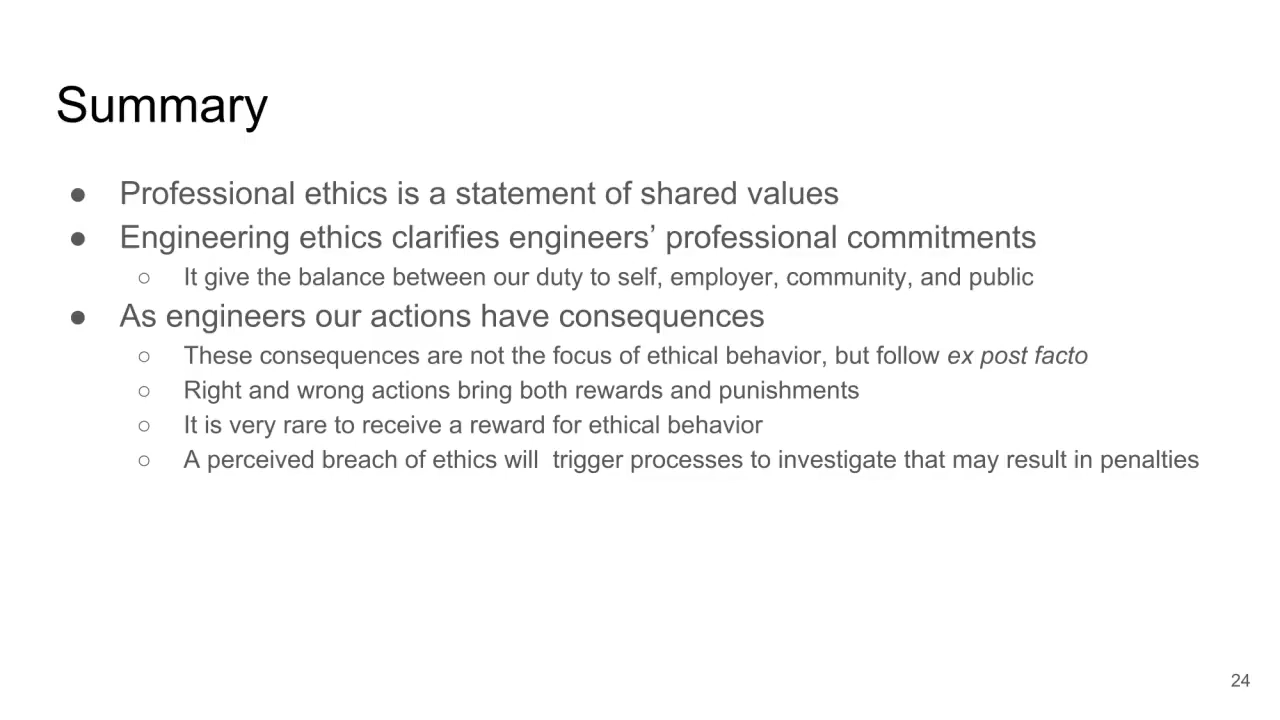 Summary
● Professional ethics is a statement of shared values
● Engineering ethics clarifies engineers’ professional commitments
○ It give the balance between our duty to self, employer, community, and public
● As engineers our actions have consequences
○ These consequences are not the focus of ethical behavior, but follow ex post facto
○ Right and wrong actions bring both rewards and punishments
○ It is very rare to receive a reward for ethical behavior
○ A perceived breach of ethics will  trigger processes to investigate that may result in penalties
24